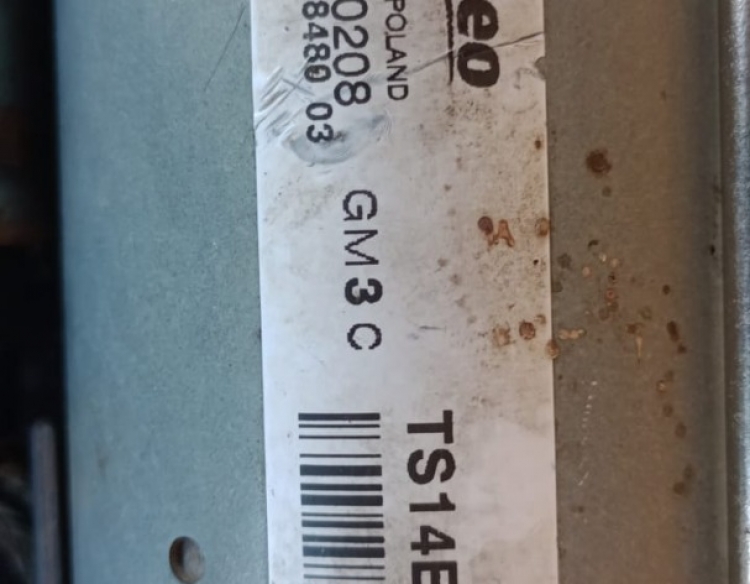 eo
POLAND
0208
8480 03
GM 3 C
TS14E